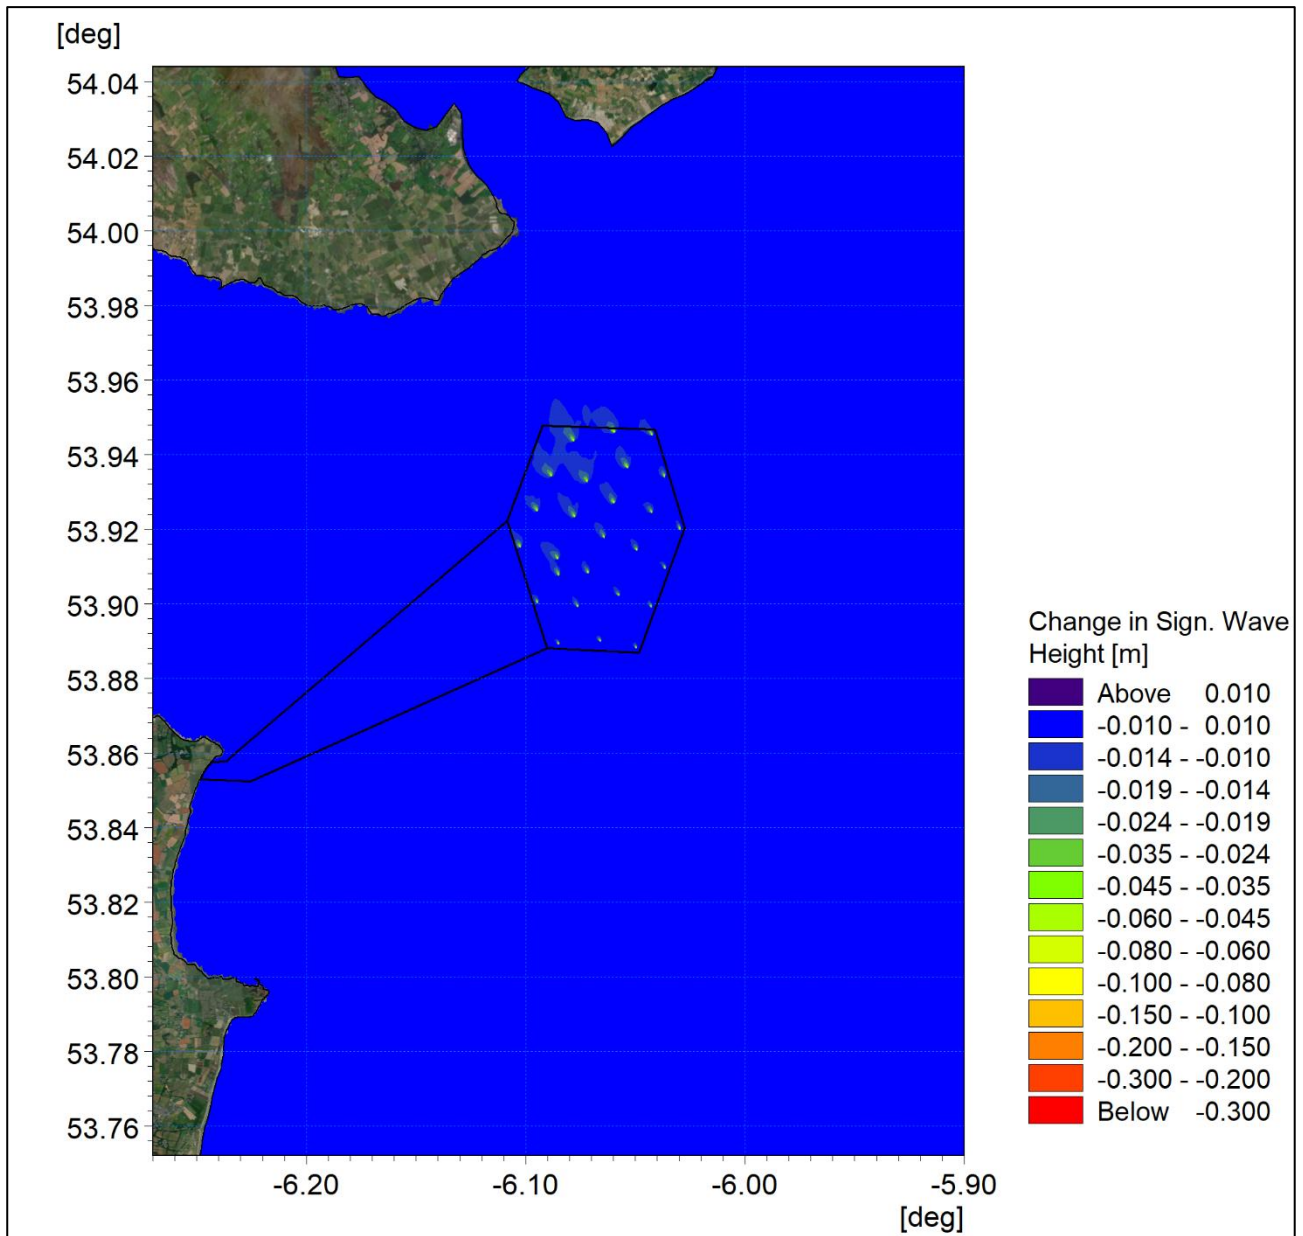 [deg]
54.04
54.02
54.00
53.98
53.96
53.94
53.92
53.90
53.88
53.86
53.84
53.82
53.80
53.78
53.76
-6.20 -6.10 -6.00 -5.90
[deg]
Change in Sign. Wave
Height [m]
Above 0.010
-0.010 - 0.010
-0.014 - -0.010
-0.019 - -0.014
-0.024 - -0.019
-0.035 - -0.024
-0.045 - -0.035
-0.060 - -0.045
-0.080 - -0.060
-0.100 - -0.080
-0.150 - -0.100
-0.200 - -0.150
-0.300 - -0.200
Below -0.300